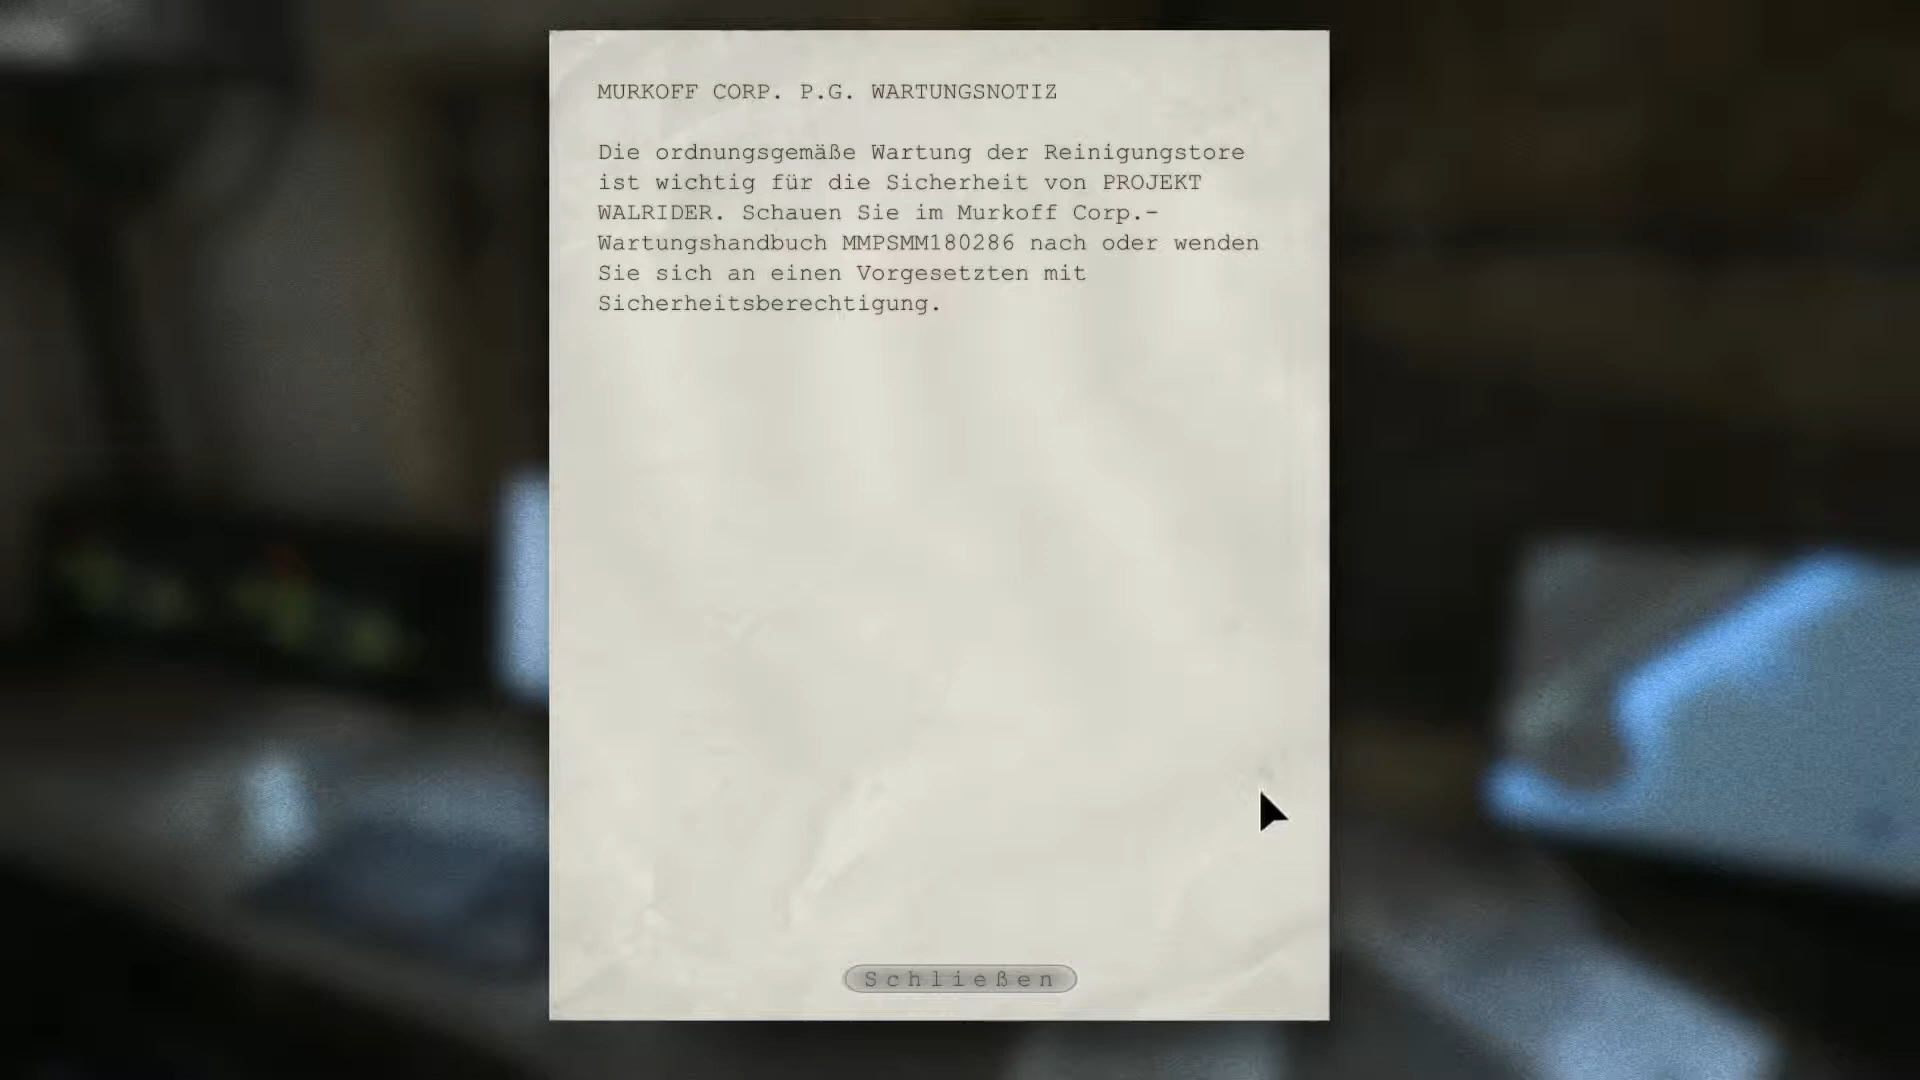 MURKOFF CORP. P.G. WARTUNGSNOTIZ
Die ordnungsgemäße Wartung der Reinigungstore
ist wichtig für die Sicherheit von PROJEKT
WALRIDER. Schauen Sie im Murkoff Corp.-
Wartungshandbuch MMPSMM180286 nach oder wenden
Sie sich an einen Vorgesetzten mit
Sicherheitsberechtigung.
Schließen